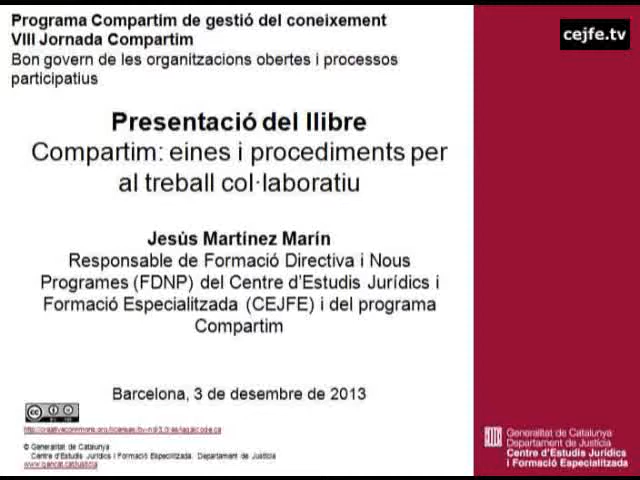 Programa Compartim de gestió del coneixement
VIII Jornada Compartim
Bon govern de les organitzacions obertes i processos
participatius
cejfe.tv
Presentació del llibre
Compartim: eines i procediments per
al treball col·laboratiu
Jesús Martínez Marín
Responsable de Formació Directiva i Nous
Programes (FDNP) del Centre d'Estudis Jurídics i
Formació Especialitzada (CEJFE) i del programa
Compartim
Barcelona, 3 de desembre de 2013
© Generalitat de Catalunya
Centre d'Estudis Jurídics i Formació Especialitzada. Departament de Justícia
www.gencat.cat/justicia
Generalitat de Catalunya
Departament de Justícia
Centre d'Estudis Jurídics
i Formació Especialitzada